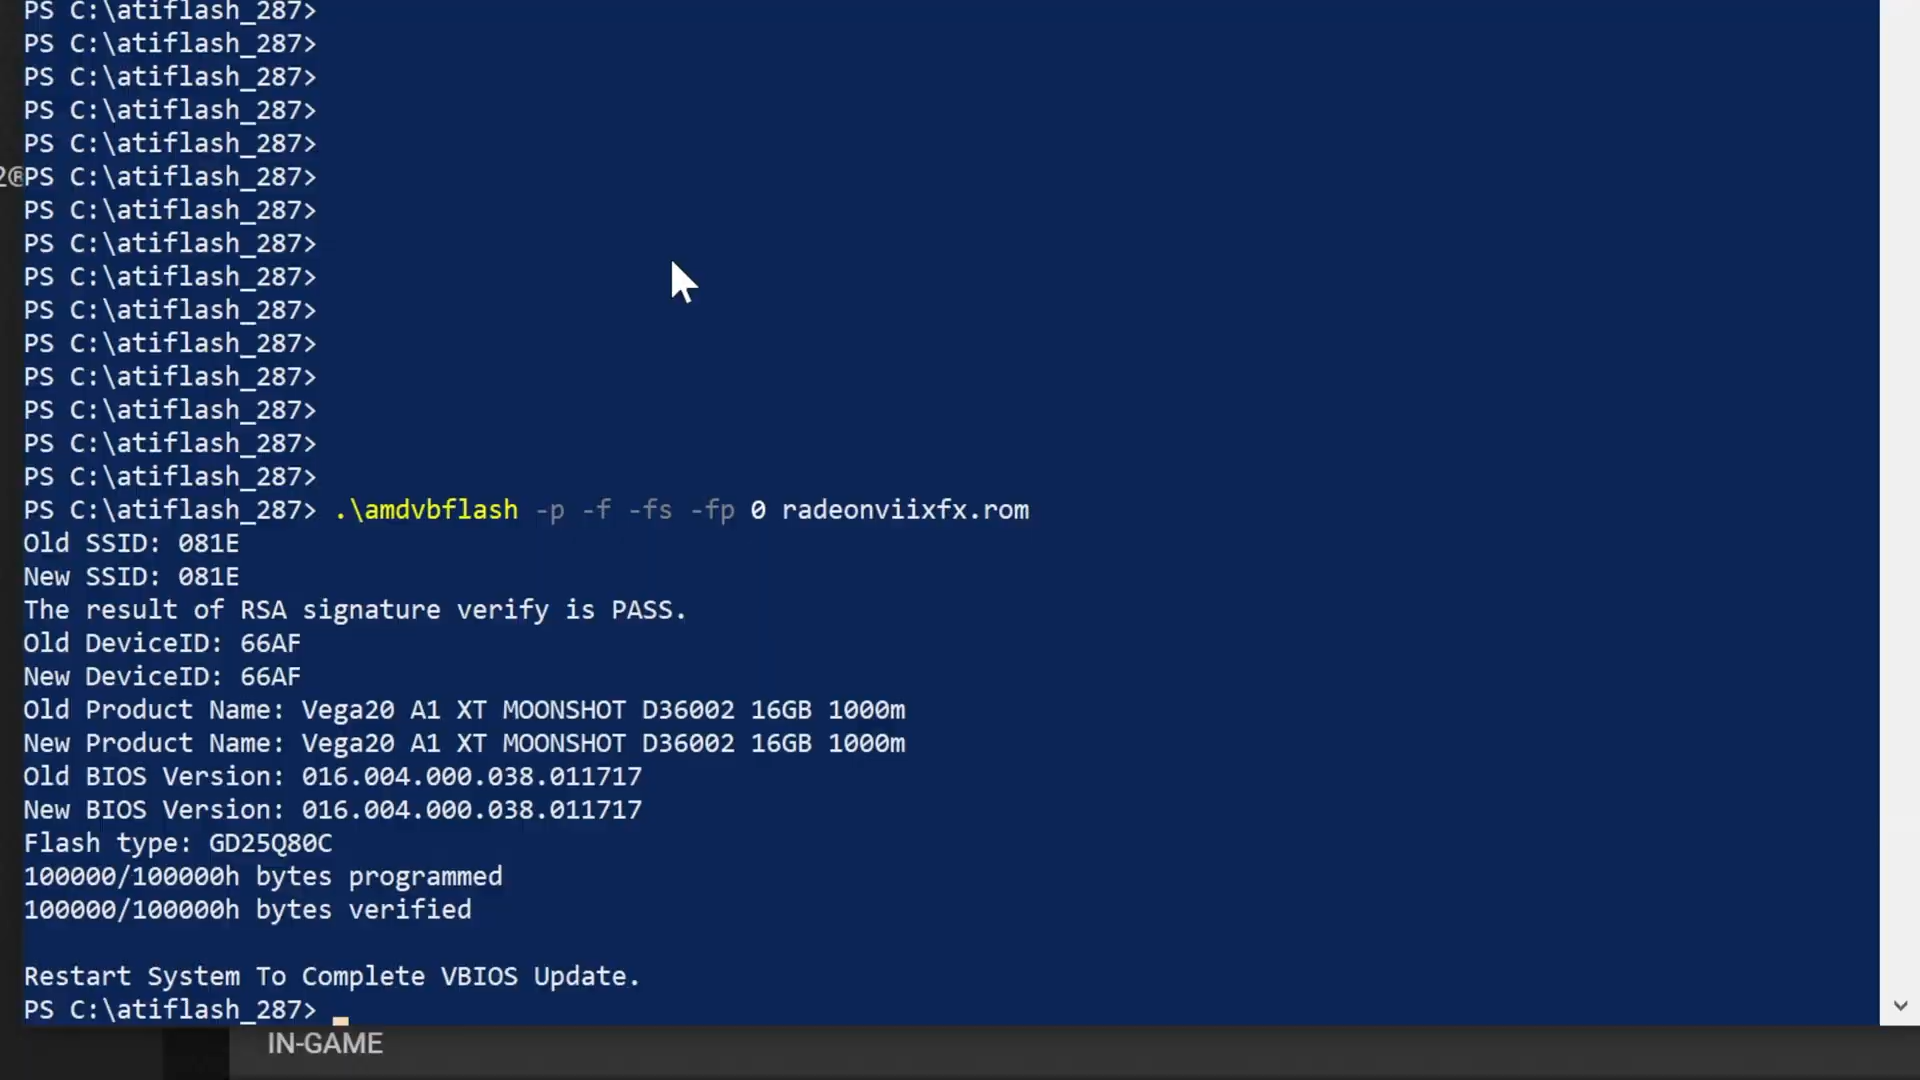 PS C:\atiflash_287>
PS C:\atiflash_287>
PS C:\atiflash_287>
PS C:\atiflash_287>
PS C:\atiflash_287>
2®PS C:\atiflash_287>
PS C:\atiflash_287>
PS C:\atiflash_287>
PS C:\atiflash_287>
PS C:\atiflash_287>
PS C:\atiflash_287>
PS C:\atiflash_287>
PS C:\atiflash_287>
PS C:\atiflash_287>
PS C:\atiflash_287>
PS C:\atiflash_287> .\amdvbflash -p -f -fs -fp 0 radeonviixfx.rom
Old SSID: 081E
New SSID: 081E
The result of RSA signature verify is PASS.
Old DeviceID: 66AF
New DeviceID: 66AF
Old Product Name: Vega20 A1 XT MOONSHOT D36002 16GB 1000m
New Product Name: Vega20 A1 XT MOONSHOT D36002 16GB 1000m
Old BIOS Version: 016.004.000.038.011717
New BIOS Version: 016.004.000.038.011717
Flash type: GD25Q80C
100000/100000h bytes programmed
100000/100000h bytes verified
Restart System To Complete VBIOS Update.
PS C:\atiflash_287>
IN-GAME